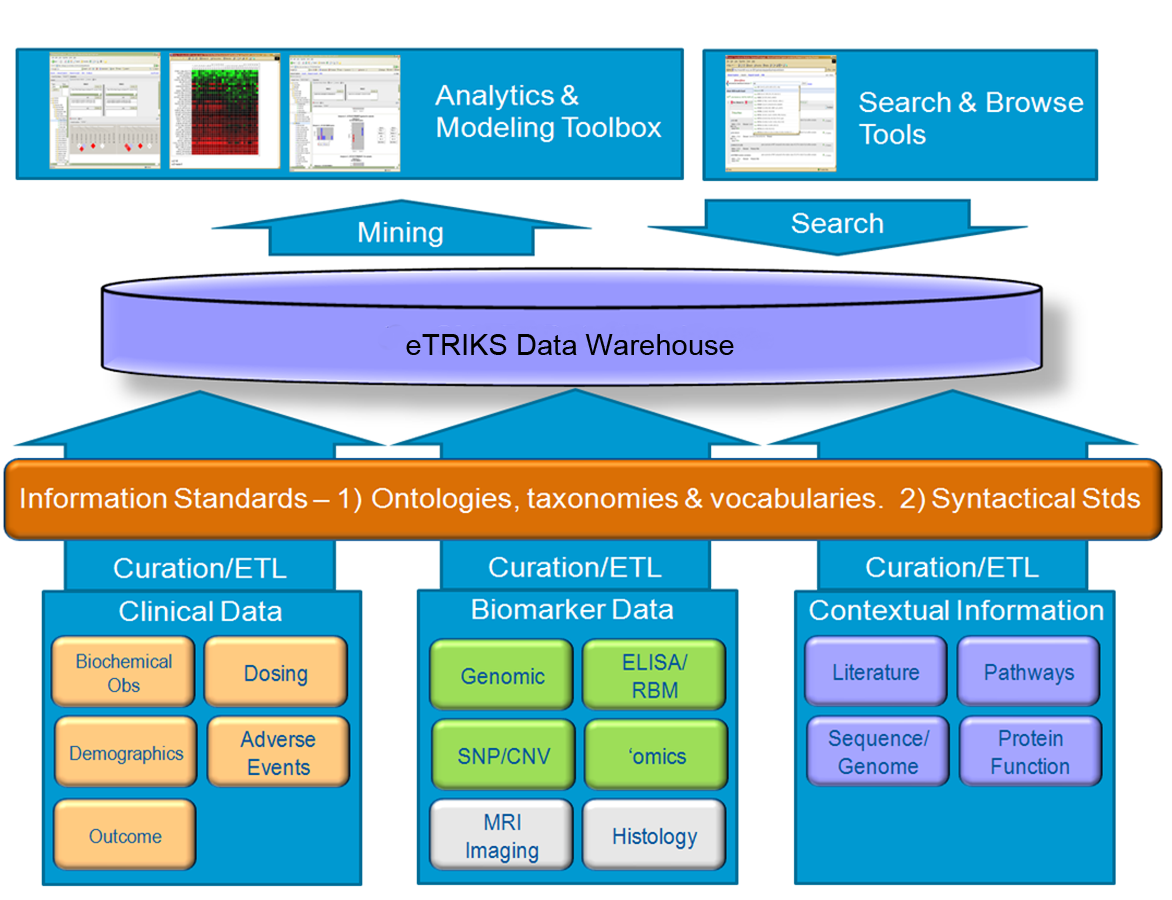 Analytics &
Modeling Toolbox
Search & Browse
Tools
Mining
Search
eTRIKS Data Warehouse
Information Standards – 1) Ontologies, taxonomies & vocabularies. 2) Syntactical Stds
Curation/ETL
Curation/ETL
Curation/ETL
Clinical Data
Biochemical
Obs
Dosing
Demographics
Adverse
Events
Outcome
Biomarker Data
Genomic
ELISA/
RBM
SNP/CNV
‘omics
MRI
Imaging
Histology
Contextual Information
Literature
Pathways
Sequence/
Genome
Protein
Function